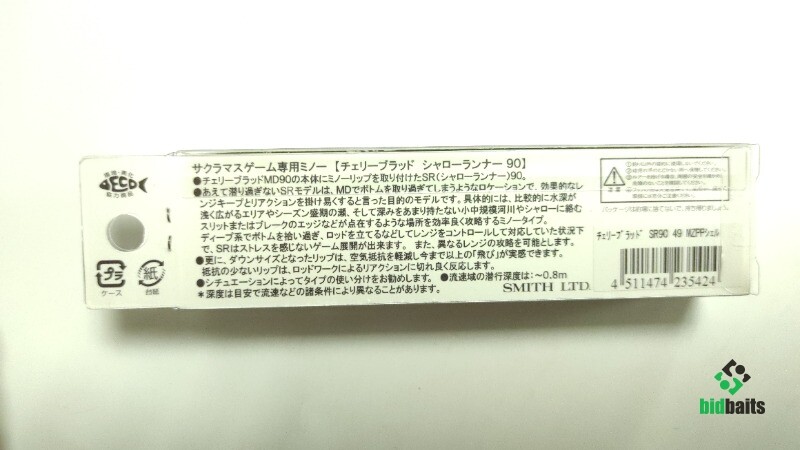 サクラマスゲーム専用ミノー 【チェリーブラッド シャローランナー 90】
●チェリーブラッドMD90の本体にミノーリップを取り付けたSR(シャローランナー)90。
●あえて潜り過ぎないSRモデルは、MDでボトムを取り過ぎてしまうようなロケーションで、効果的なレ
ンジキープとリアクションを掛け易くすると言った目的のモデルです。具体的には、比較的に水深が
浅く広がるエリアやシーズン盛期の瀬、そして深みをあまり持たない小中規模河川やシャローに絡む
スリットまたはブレークのエッジなどが点在するような場所を効率良く攻略するミノータイプ。
ディープ系でボトムを拾い過ぎ、ロッドを立てるなどしてレンジをコントロールして対応していた状況下
で、SRはストレスを感じないゲーム展開が出来ます。 また、異なるレンジの攻略を可能とします。
●更に、ダウンサイズとなったリップは、空気抵抗を軽減し今まで以上の「飛び」が実感できます。
抵抗の少ないリップは、ロッドワークによるリアクションに切れ良く反応します。
●シチュエーションによってタイプの使い分けをお勧めします。 ●流速域の潜行深度は:～0.8m
＊深度は目安で流速などの諸条件により異なることがあります。
SMITH LTD.
ECO
プラ
ケース
紙
台紙
注意
チェリーブラッド SR90 49 MZPPシェル
4 511474 235424
bidbaits